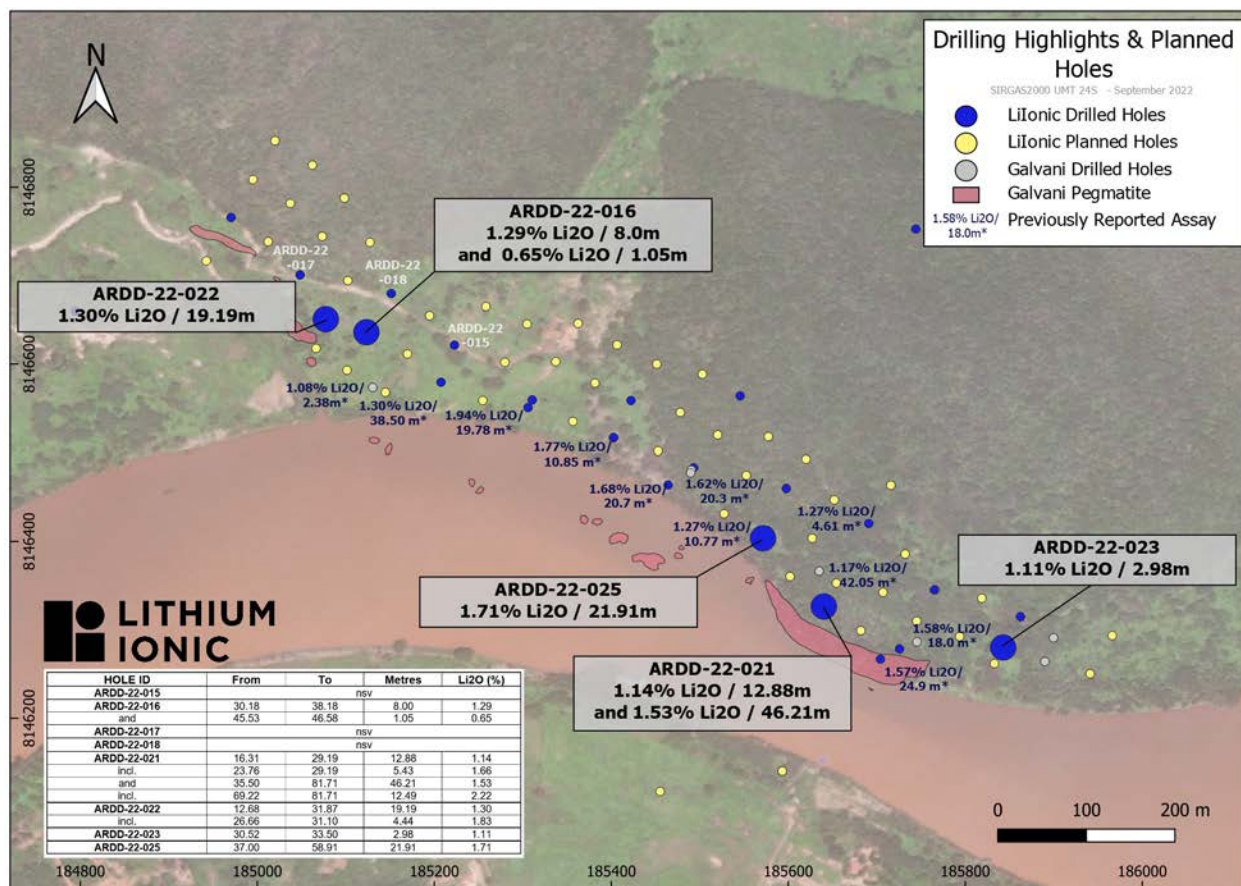 Drilling Highlights & Planned
Holes
SIRGAS2000 UMT 24S - September 2022
LiIonic Drilled Holes
LiIonic Planned Holes
Galvani Drilled Holes
Galvani Pegmatite
1.58% Li2O/
18.0m*
Previously Reported Assay
N
8146800
8146600
8146400
8146200
ARDD-22-016
1.29% Li2O / 8.0m
and 0.65% Li2O / 1.05m
ARDD-22
-017
ARDD-22
-018
ARDD-22-022
1.30% Li2O / 19.19m
ARDD-22
-015
1.08% Li2O/
2.38m*
1.30% Li2O/
38.50 m*
1.94% Li2O/
19.78 m*
1.77% Li2O/
10.85 m*
1.68% Li2O/
20.7 m*
1.62% Li2O/
20.3 m*
1.27% Li2O/
4.61 m*
1.27% Li2O/
10.77 m*
1.17% Li2O/
42.05 m*
ARDD-22-023
1.11% Li2O / 2.98m
ARDD-22-025
1.71% Li2O / 21.91m
1.58% Li2O/
18.0 m*
1.57% Li2O/
24.9 m*
ARDD-22-021
1.14% Li2O / 12.88m
and 1.53% Li2O / 46.21m
LITHIUM
IONIC
HOLE ID From To Metres Li2O (%)
ARDD-22-015 nsv
ARDD-22-016 30.18 38.18 8.00 1.29
and 45.53 46.58 1.05 0.65
ARDD-22-017 nsv
ARDD-22-018 nsv
ARDD-22-021 16.31 29.19 12.88 1.14
incl. 23.76 29.19 5.43 1.66
and 35.50 81.71 46.21 1.53
incl. 69.22 81.71 12.49 2.22
ARDD-22-022 12.68 31.87 19.19 1.30
incl. 26.66 31.10 4.44 1.83
ARDD-22-023 30.52 33.50 2.98 1.11
ARDD-22-025 37.00 58.91 21.91 1.71
0 100 200 m
184800 185000 185200 185400 185600 185800 186000